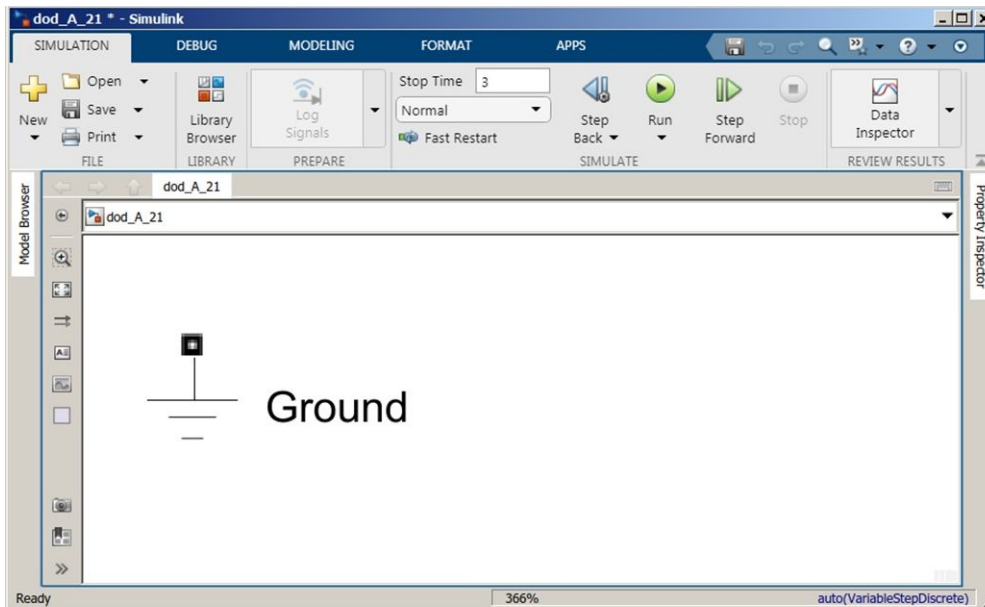 dod_A_21 * - Simulink
SIMULATION DEBUG MODELING FORMAT APPS
New
Open
Save
Print
FILE
Library Browser
LIBRARY
Log Signals
PREPARE
Stop Time 3
Normal
Fast Restart
Step Back
Run
Step Forward
Stop
SIMULATE
Data Inspector
REVIEW RESULTS
Model Browser
dod_A_21
dod_A_21
Property Inspector
Ground
Ready 366% auto(VariableStepDiscrete)